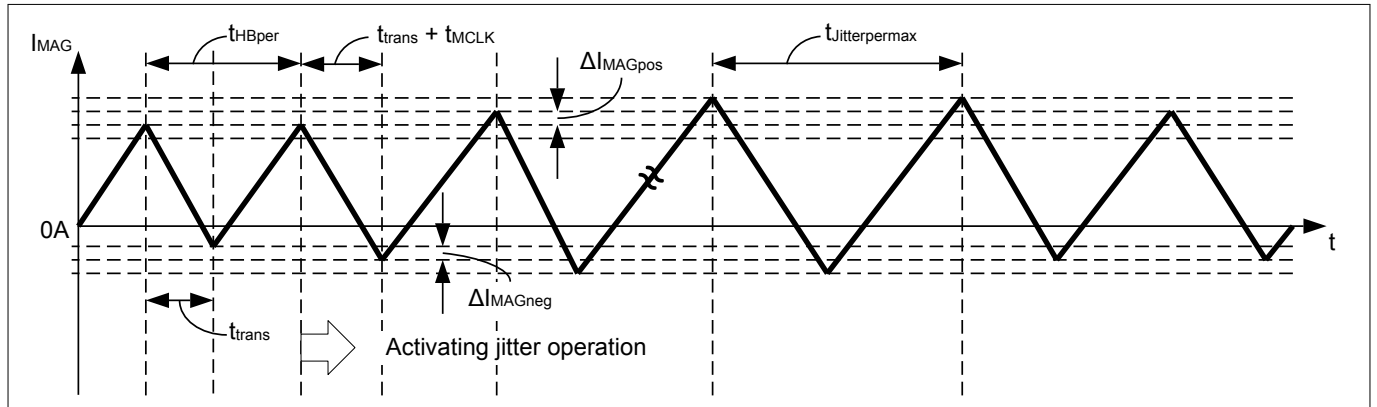 IMAG
tHBper
ttrans + tMCLK
ΔIMAGpos
tJitterpermax
0A
t
ΔIMAGneg
ttrans
Activating jitter operation